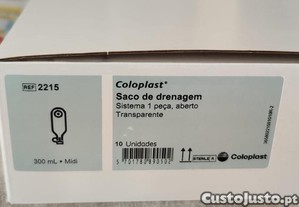 REF 2215
Coloplast
Saco de drenagem
Sistema 1 peça, aberto
Transparente
300 mL • Midi
10 Unidades
STERILE R
Coloplast
CustoJusto.pt